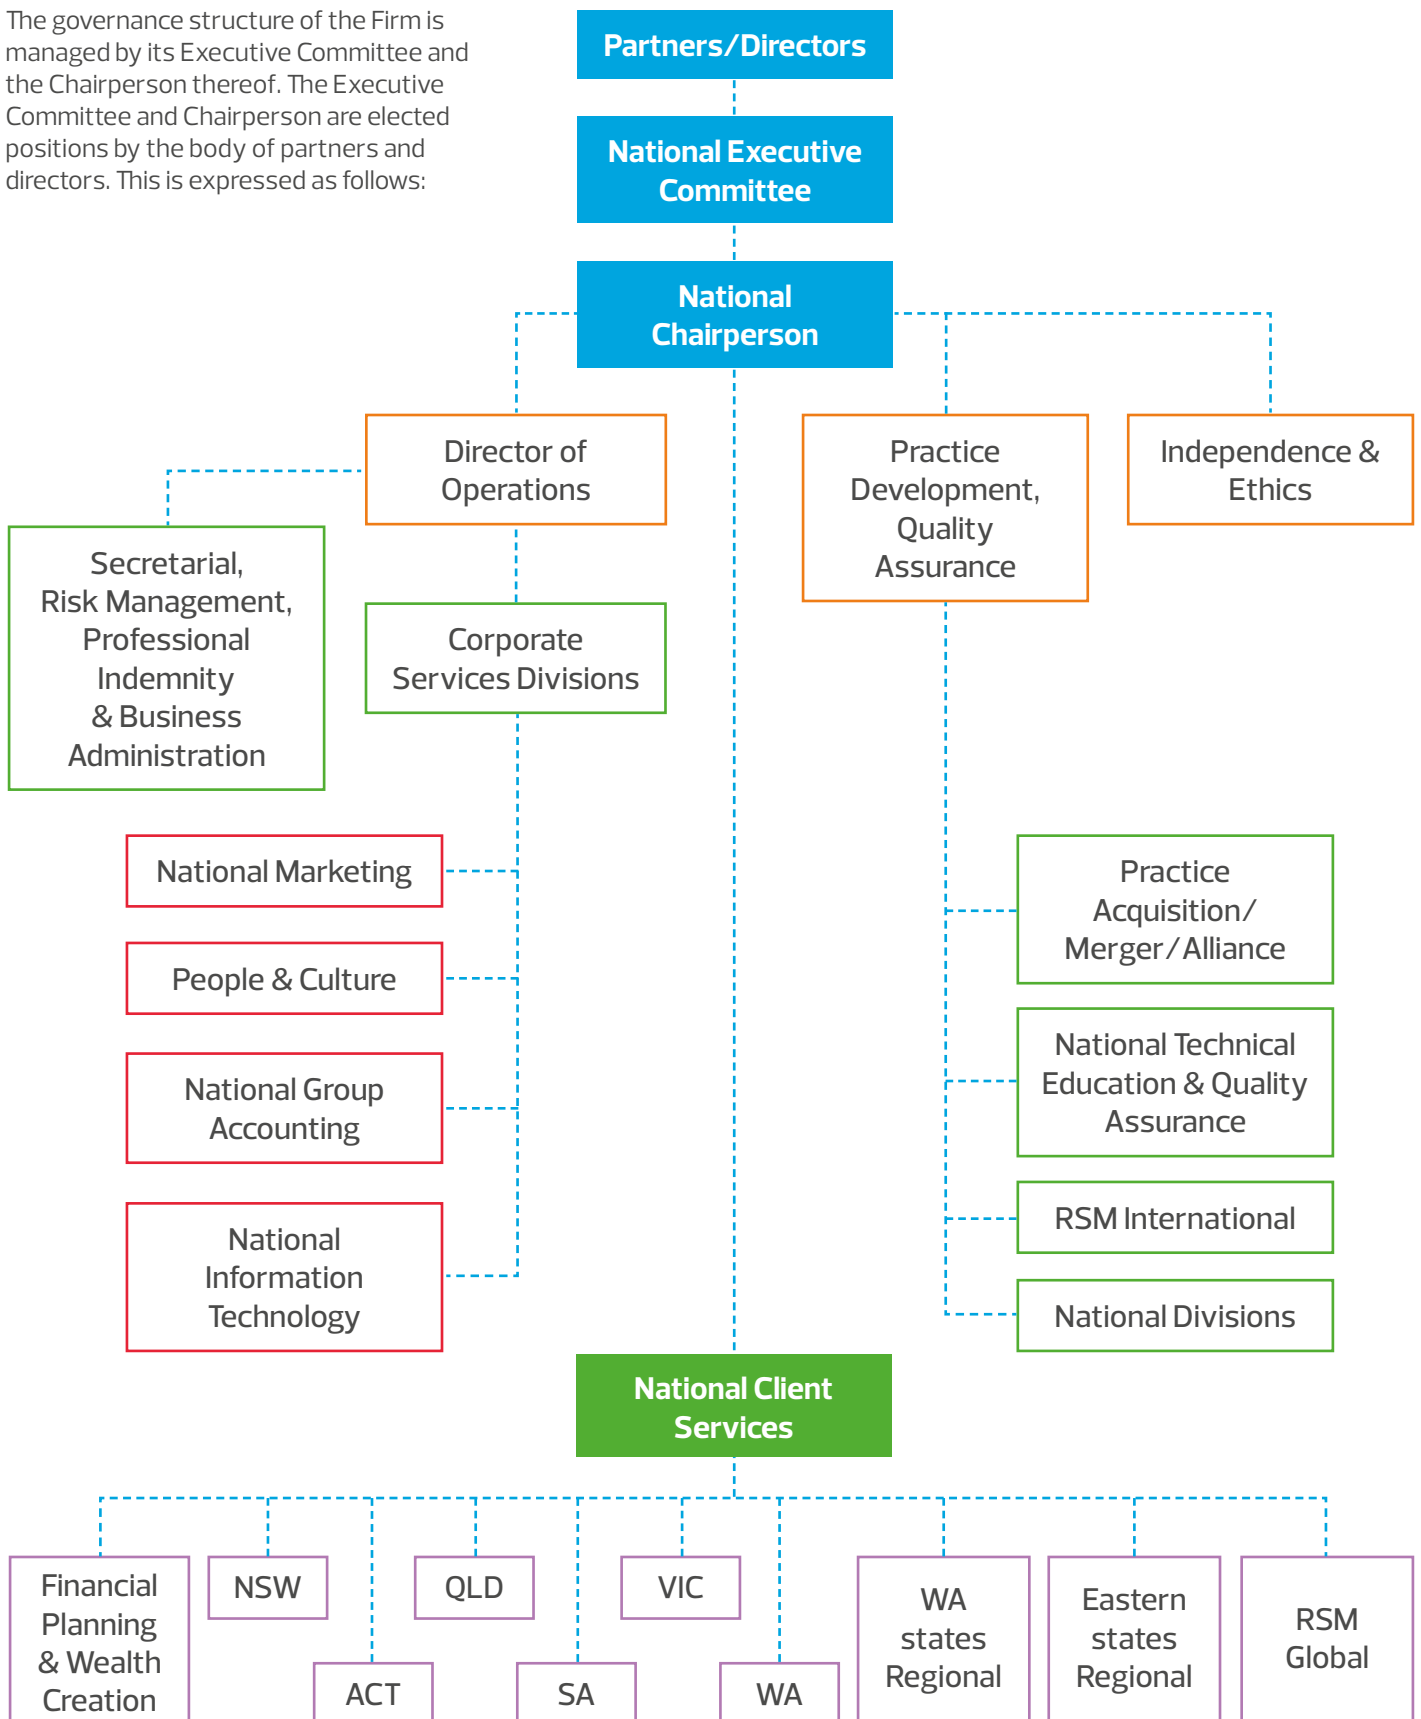 The governance structure of the Firm is
managed by its Executive Committee and
the Chairperson thereof. The Executive
Committee and Chairperson are elected
positions by the body of partners and
directors. This is expressed as follows:
Partners/Directors
National Executive
Committee
National
Chairperson
Director of
Operations
Practice
Development,
Quality
Assurance
Independence &
Ethics
Secretarial,
Risk Management,
Professional
Indemnity
& Business
Administration
Corporate
Services Divisions
National Marketing
People & Culture
National Group
Accounting
National
Information
Technology
Practice
Acquisition/
Merger/Alliance
National Technical
Education & Quality
Assurance
RSM International
National Divisions
National Client
Services
Financial
Planning
& Wealth
Creation
NSW
ACT
QLD
SA
VIC
WA
WA
states
Regional
Eastern
states
Regional
RSM
Global